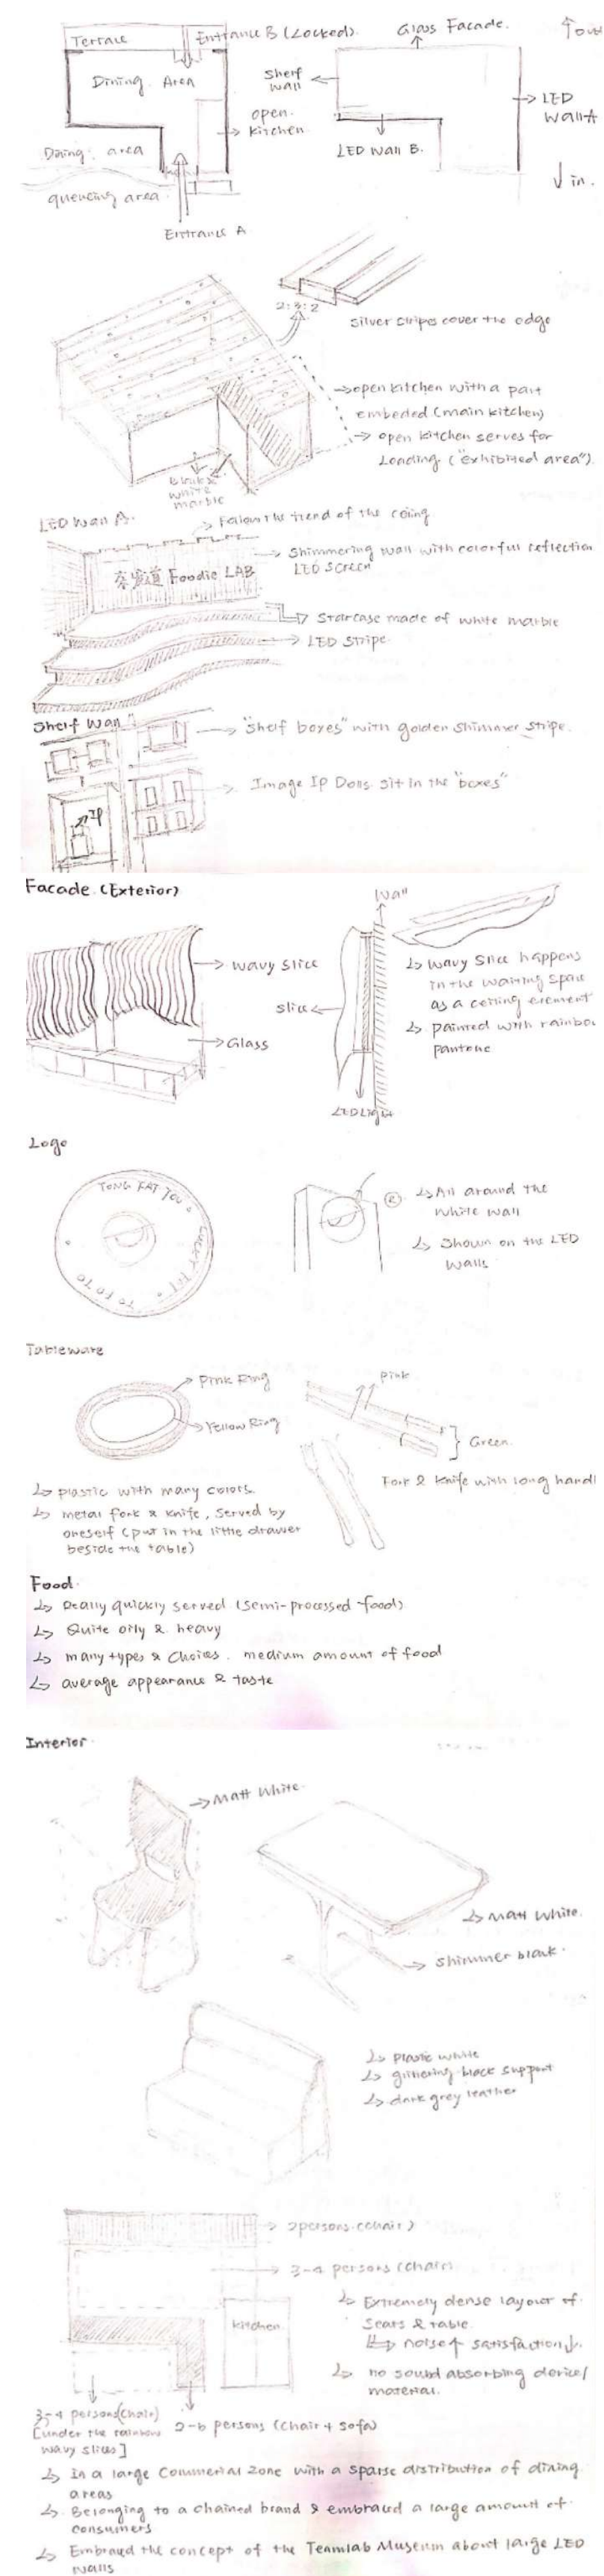 Terrace
Entrance B (Locked)
Glass Facade.
Dining Area
Shelf
wall
LED
Wall A
open
kitchen
Dining area
LED Wall B.
in.
queueing area
Entrance A
2:3:2
silver stripes cover the edge
open kitchen with a part
embeded (main kitchen)
open kitchen serves for
Loading ("exhibited area")
black &
white
marble
LED Wall A.
Follow the trend of the ceiling
Shimmering wall with colorful reflection
LED screen
Foodie LAB
Staircase made of white marble
LED Stripe
Shelf Wall
"Shelf boxes" with golden shimmer stripe.
Image Ip Dolls sit in the "boxes"
IP
Facade (Exterior)
Wall
wavy slice
slice
Glass
wavy slice happens
in the waiting space
as a ceiling element
painted with rainbow
pantone
LED Light
Logo
TONG FAT YOU
All around the
white wall
Shown on the LED
walls
Tableware
Pink Ring
Yellow Ring
Pink
Green.
Fork & Knife with long handl
plastic with many colors.
metal fork & knife, served by
oneself (put in the little drawer
beside the table)
Food.
Really quickly served (semi-processed food)
Quite oily & heavy
many types & choices. medium amount of food
average appearance & taste
Interior
Matt White
Matt White.
shimmer black.
plastic white
glittering black support
dark grey leather
2 persons (chair)
3-4 persons (chair)
kitchen
Extremely dense layout of
seats & table
noise↑ satisfaction↓.
no sound absorbing device/
material.
3-4 persons (chair)
[under the rainbow
wavy slices]
2-6 persons (chair + sofa)
In a large commerial zone with a sparse distribution of dining
areas
Belonging to a chained brand & embraced a large amount of
consumers
Embraced the concept of the Teamlab Museum about large LED
walls